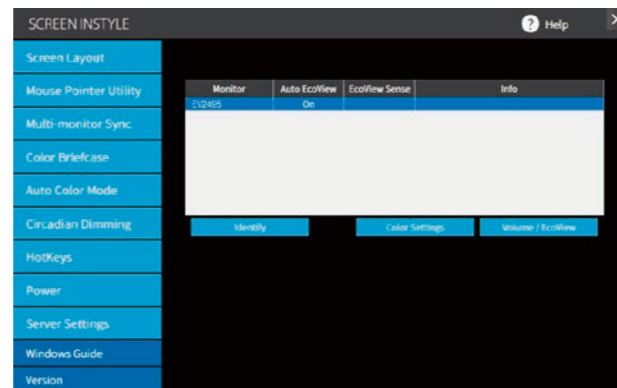 SCREEN INSTYLE
? Help
Screen Layout
Mouse Pointer Utility
Multi-monitor Sync
Color Briefcase
Auto Color Mode
Circadian Dimming
HotKeys
Power
Server Settings
Windows Guide
Version
Monitor Auto EcoView EcoView Sense Info
EV2495 On
Identify Color Settings Volume / EcoView